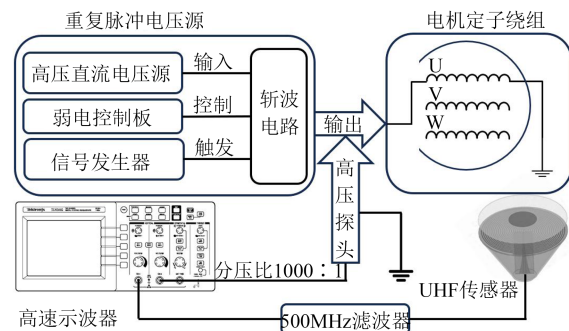 重复脉冲电压源
电机定子绕组
高压直流电压源
输入
弱电控制板
控制
信号发生器
触发
斩波
电路
输出
U
V
W
高压探头
Tektronix
分压比1000：1
UHF传感器
高速示波器
500MHz滤波器